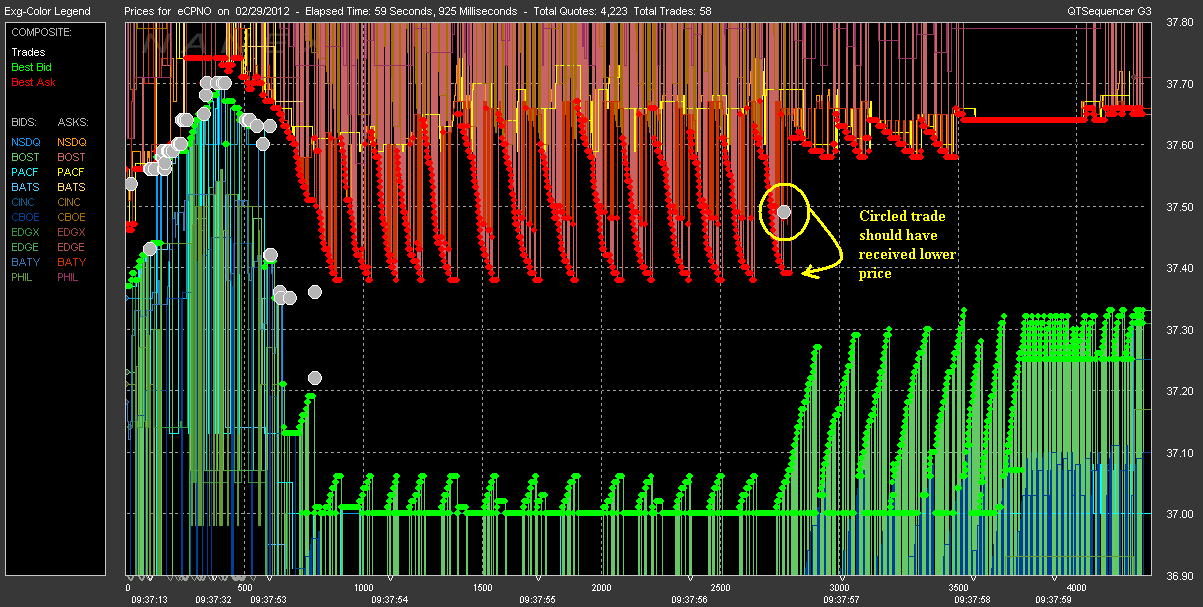 Exg-Color Legend
Prices for eCPNO on 02/29/2012 - Elapsed Time: 59 Seconds, 925 Milliseconds - Total Quotes: 4,223 Total Trades: 58
QTSequencer G3
COMPOSITE:
Trades
Best Bid
Best Ask
BIDS: ASKS:
NSDQ NSDQ
BOST BOST
PACF PACF
BATS BATS
CINC CINC
CBOE CBOE
EDGX EDGX
EDGE EDGE
BATY BATY
PHIL PHIL
Circled trade
should have
received lower
price
37.80
37.70
37.60
37.50
37.40
37.30
37.20
37.10
37.00
36.90
0 500 1000 1500 2000 2500 3000 3500 4000
09:37:13 09:37:32 09:37:53 09:37:54 09:37:55 09:37:56 09:37:57 09:37:58 09:37:59